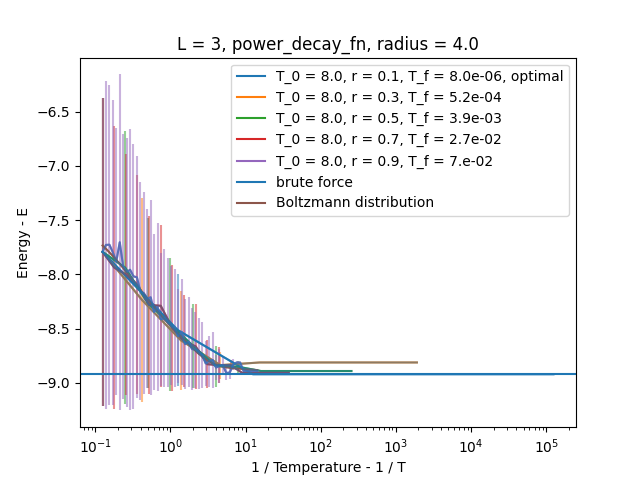 L = 3, power_decay_fn, radius = 4.0
T_0 = 8.0, r = 0.1, T_f = 8.0e-06, optimal
T_0 = 8.0, r = 0.3, T_f = 5.2e-04
T_0 = 8.0, r = 0.5, T_f = 3.9e-03
T_0 = 8.0, r = 0.7, T_f = 2.7e-02
T_0 = 8.0, r = 0.9, T_f = 7.e-02
brute force
Boltzmann distribution
Energy - E
−6.5
−7.0
−7.5
−8.0
−8.5
−9.0
10⁻¹ 10⁰ 10¹ 10² 10³ 10⁴ 10⁵
1 / Temperature - 1 / T